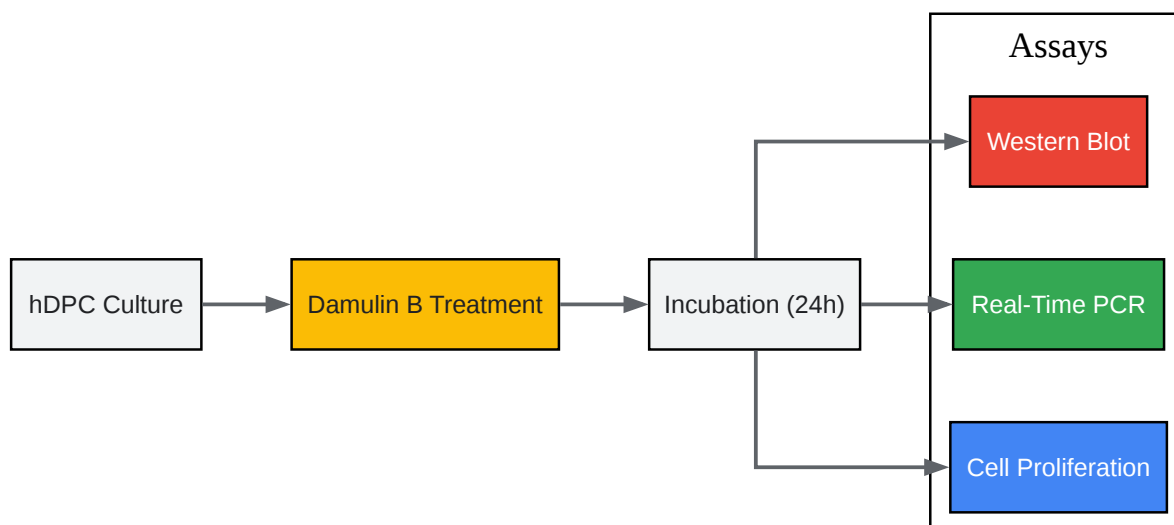 Assays
Western Blot
hDPC Culture
Damulin B Treatment
Incubation (24h)
Real-Time PCR
Cell Proliferation